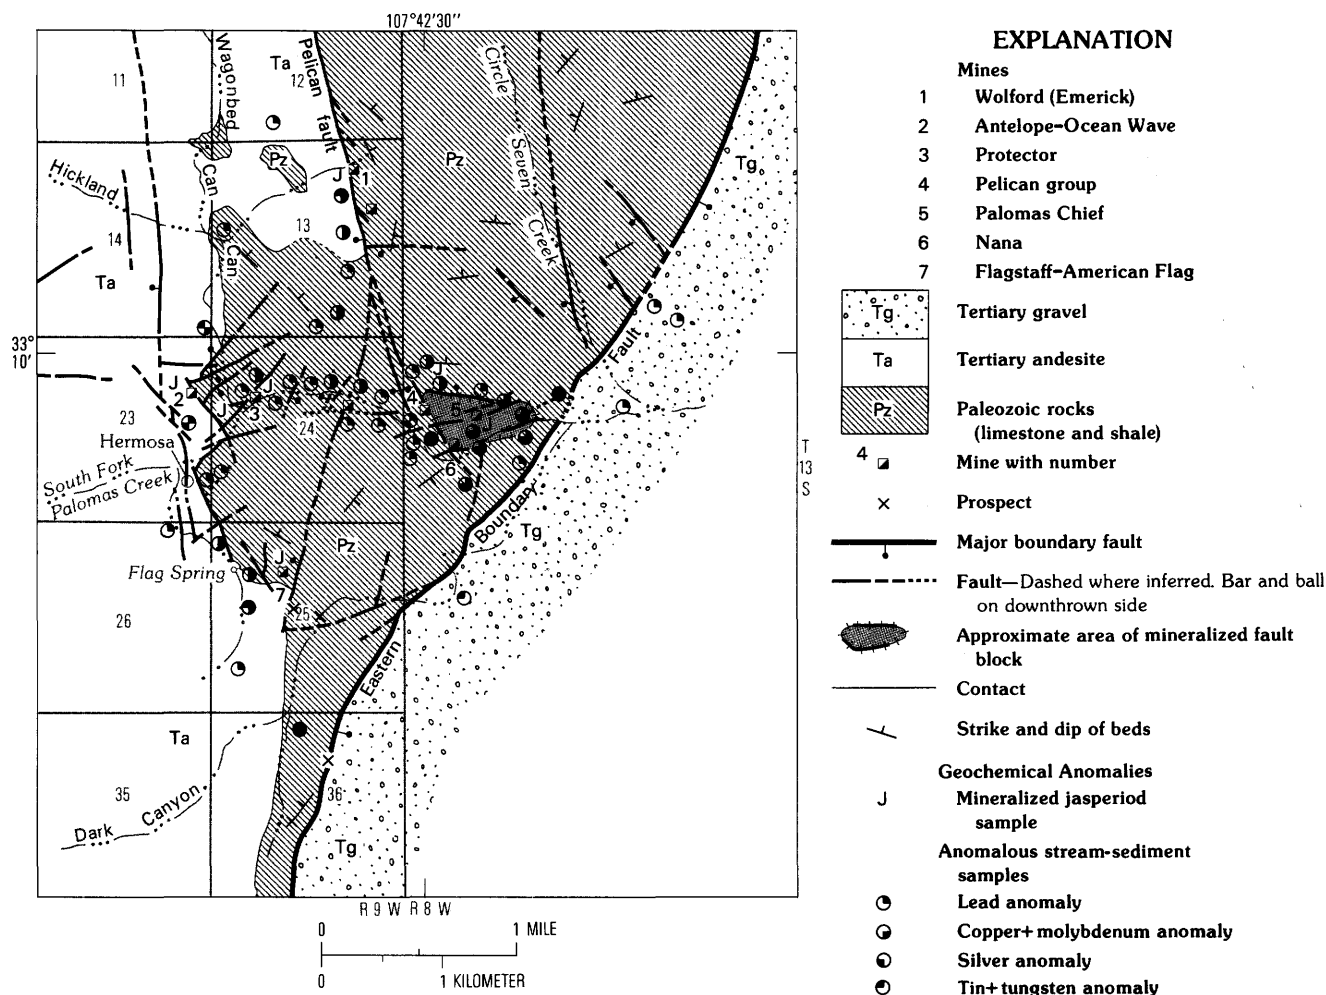 107°42'30"
11
Wagonbed
Ta
12
Pelican
fault
Circle
Seven
Creek
Can
Pz
J
1
Pz
Tg
Hickland
14
13
Can
Ta
33°
10'
Fault
J
2
J
J
3
4
J
5
J
23
24
Hermosa
South Fork
Palomas Creek
6
T
13
S
Boundary
Tg
J
Pz
Flag Spring
7
25
26
Eastern
Ta
35
36
Dark Canyon
Tg
R 9 W R 8 W
0 1 MILE
0 1 KILOMETER
EXPLANATION
Mines
1 Wolford (Emerick)
2 Antelope-Ocean Wave
3 Protector
4 Pelican group
5 Palomas Chief
6 Nana
7 Flagstaff-American Flag
Tg Tertiary gravel
Ta Tertiary andesite
Pz Paleozoic rocks
(limestone and shale)
4 Mine with number
Prospect
Major boundary fault
Fault—Dashed where inferred. Bar and ball
on downthrown side
Approximate area of mineralized fault
block
Contact
Strike and dip of beds
Geochemical Anomalies
J Mineralized jasperiod
sample
Anomalous stream-sediment
samples
Lead anomaly
Copper+molybdenum anomaly
Silver anomaly
Tin+tungsten anomaly